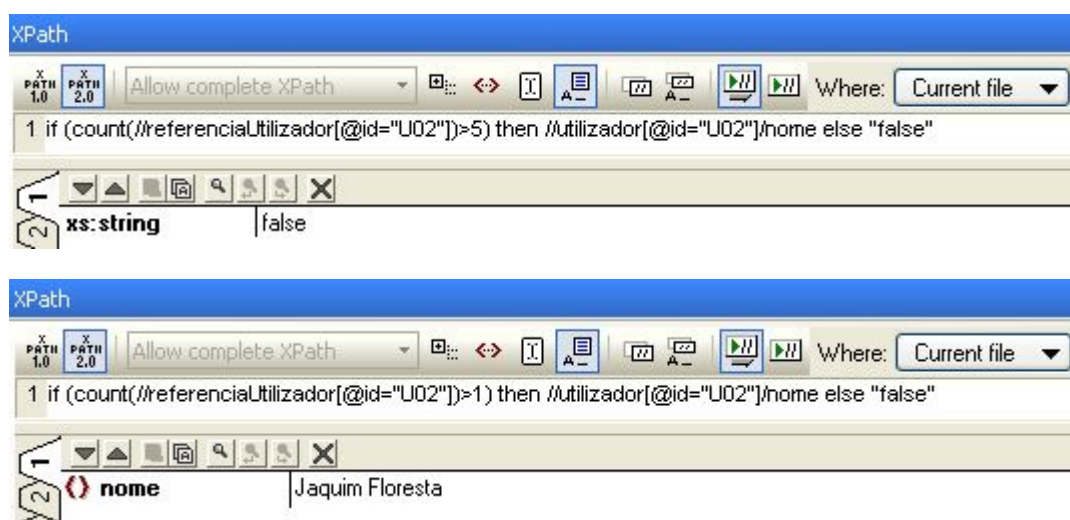 XPath
XPATH 1.0 XPATH 2.0 Allow complete XPath Where: Current file
1 if (count(//referenciaUtilizador[@id="U02"])>5) then //utilizador[@id="U02"]/nome else "false"
1 xs:string false
2
XPath
XPATH 1.0 XPATH 2.0 Allow complete XPath Where: Current file
1 if (count(//referenciaUtilizador[@id="U02"])>1) then //utilizador[@id="U02"]/nome else "false"
1 () nome Jaquim Floresta
2